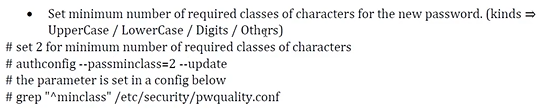 • Set minimum number of required classes of characters for the new password. (kinds ⇒
UpperCase / LowerCase / Digits / Others)
# set 2 for minimum number of required classes of characters
# authconfig --passminclass=2 --update
# the parameter is set in a config below
# grep "^minclass" /etc/security/pwquality.conf